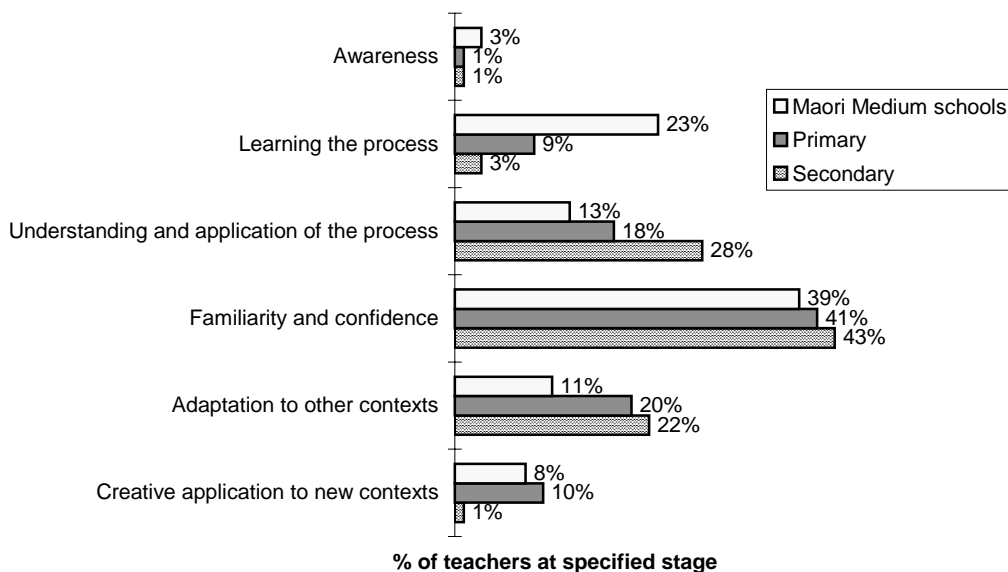 Awareness
3%
1%
1%
Maori Medium schools
Primary
Secondary
Learning the process
23%
9%
3%
Understanding and application of the process
13%
18%
28%
Familiarity and confidence
39%
41%
43%
Adaptation to other contexts
11%
20%
22%
Creative application to new contexts
8%
10%
1%
% of teachers at specified stage